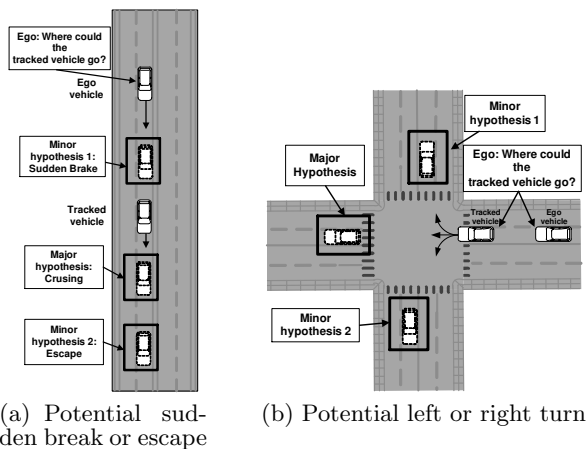 Ego: Where could
the
tracked vehicle go?
Ego
vehicle
Minor
hypothesis 1:
Sudden Brake
Tracked
vehicle
Major
hypothesis:
Crusing
Minor
hypothesis 2:
Escape
(a) Potential sud-
den break or escape
Minor
hypothesis 1
Major
Hypothesis
Ego: Where could
the
tracked vehicle go?
Tracked
vehicle
Ego
vehicle
Minor
hypothesis 2
(b) Potential left or right turn